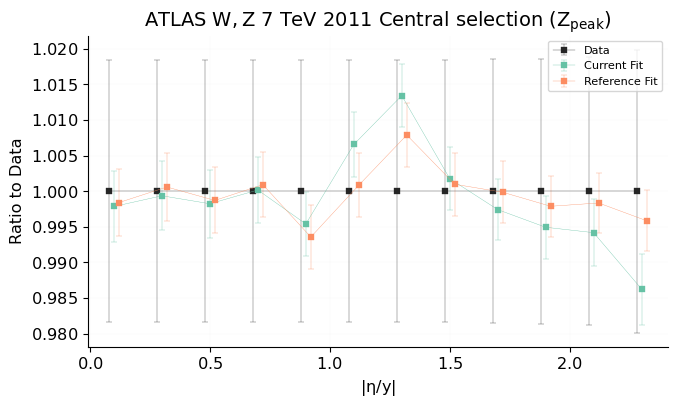 ATLAS W, Z 7 TeV 2011 Central selection (Zpeak)
Data
Current Fit
Reference Fit
Ratio to Data
1.020
1.015
1.010
1.005
1.000
0.995
0.990
0.985
0.980
0.0
0.5
1.0
1.5
2.0
|η/y|